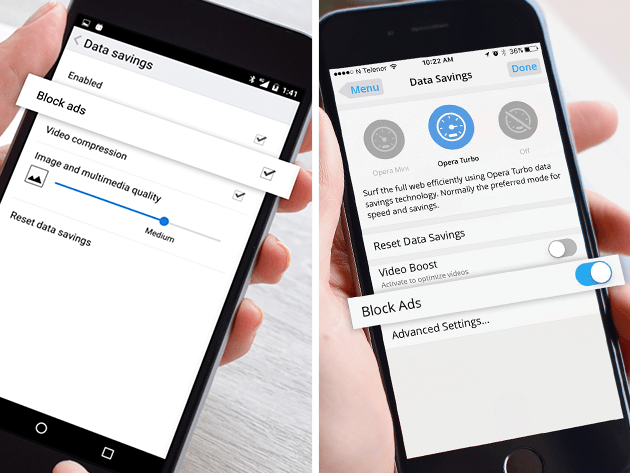 1:41
Data savings
Enabled
Block ads
Video compression
Image and multimedia quality
Medium
Reset data savings
N Telenor
10:22 AM
36%
Menu
Data Savings
Done
Opera Mini
Opera Turbo
Off
Surf the full web efficiently using Opera Turbo data
savings technology. Normally the preferred mode for
speed and savings.
Reset Data Savings
Video Boost
Activate to optimize videos
Block Ads
Advanced Settings...